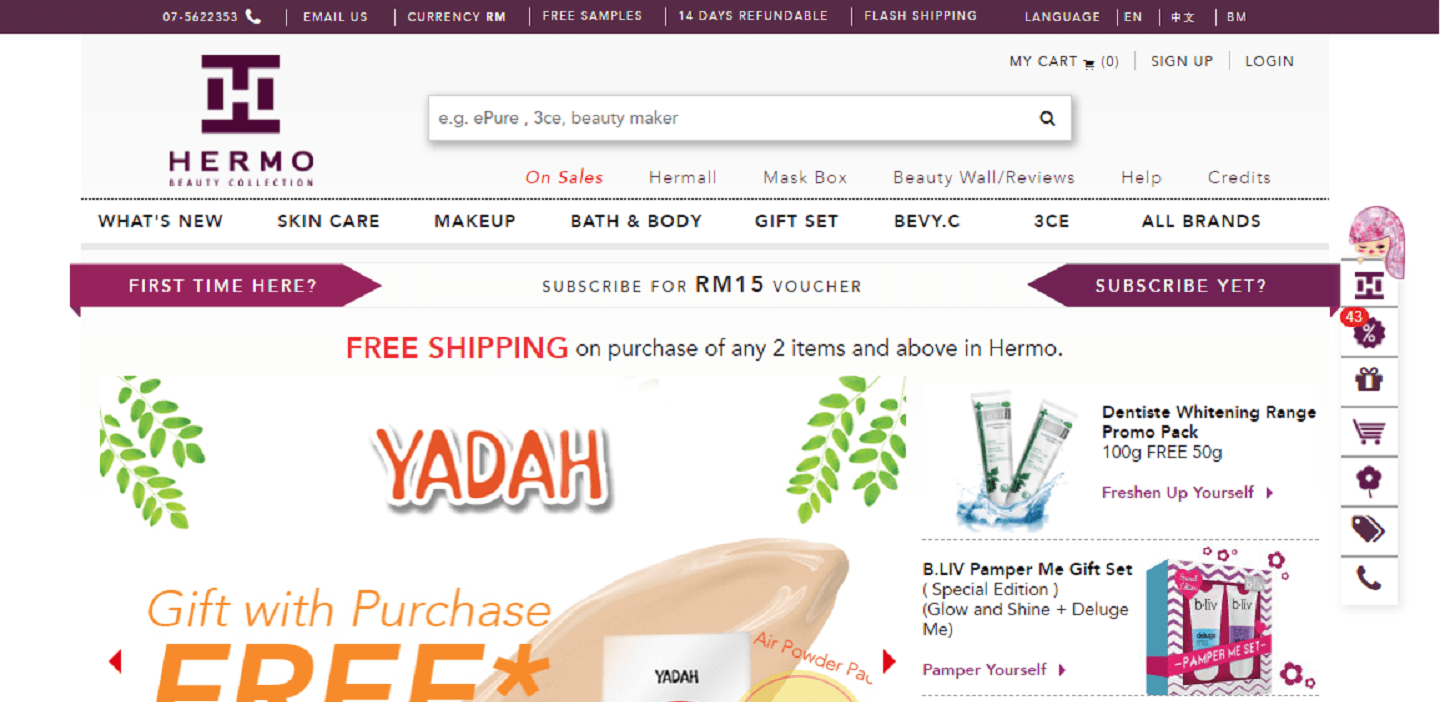 07-5622353
EMAIL US
CURRENCY RM
FREE SAMPLES
14 DAYS REFUNDABLE
FLASH SHIPPING
LANGUAGE
EN
中文
BM
MY CART (0)
SIGN UP
LOGIN
HERMO
BEAUTY COLLECTION
e.g. ePure , 3ce, beauty maker
On Sales
Hermall
Mask Box
Beauty Wall/Reviews
Help
Credits
WHAT'S NEW
SKIN CARE
MAKEUP
BATH & BODY
GIFT SET
BEVY.C
3CE
ALL BRANDS
FIRST TIME HERE?
SUBSCRIBE FOR RM15 VOUCHER
SUBSCRIBE YET?
43
%
FREE SHIPPING on purchase of any 2 items and above in Hermo.
YADAH
Gift with Purchase
FREE*
YADAH
Air Powder
Dentiste Whitening Range
Promo Pack
100g FREE 50g
Freshen Up Yourself
B.LIV Pamper Me Gift Set
( Special Edition )
(Glow and Shine + Deluge
Me)
Pamper Yourself
b·liv
b·liv
deluge
-PAMPER ME SET-